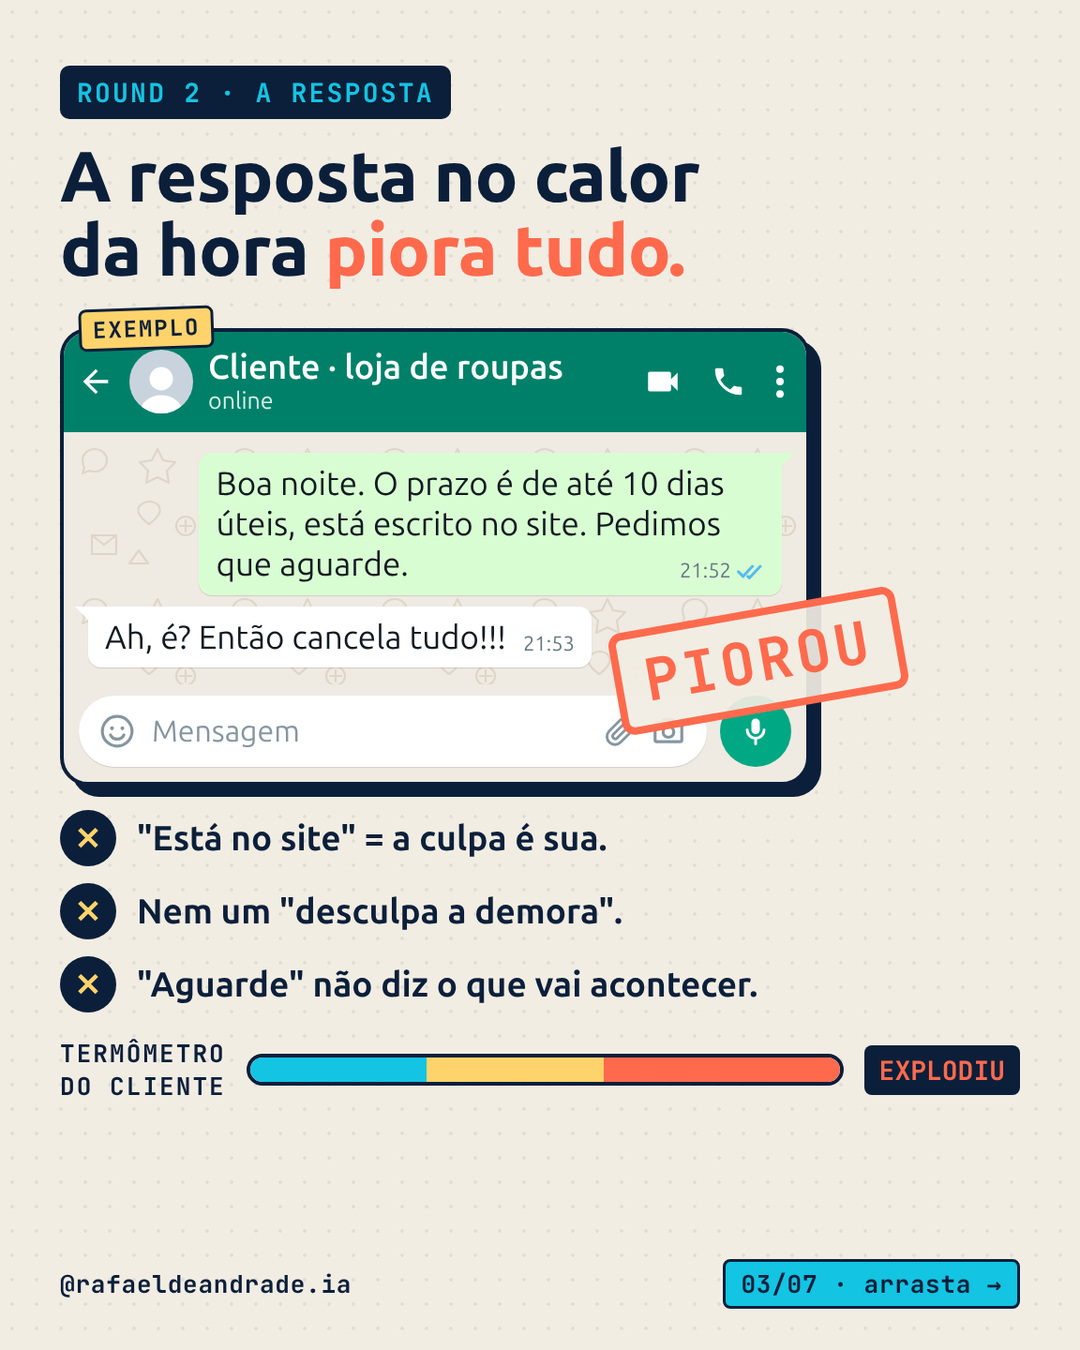 ROUND 2 · A RESPOSTA
A resposta no calor
da hora piora tudo.
EXEMPLO
Cliente · loja de roupas
online
Boa noite. O prazo é de até 10 dias
úteis, está escrito no site. Pedimos
que aguarde.
21:52
Ah, é? Então cancela tudo!!! 21:53
PIOROU
Mensagem
"Está no site" = a culpa é sua.
Nem um "desculpa a demora".
"Aguarde" não diz o que vai acontecer.
TERMÔMETRO
DO CLIENTE
EXPLODIU
@rafaeldeandrade.ia
03/07 · arrasta →